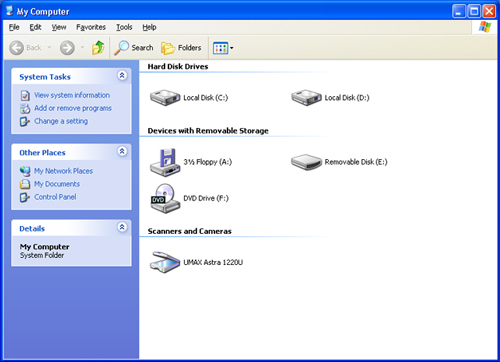 My Computer
File Edit View Favorites Tools Help
Back Search Folders
System Tasks
View system information
Add or remove programs
Change a setting
Other Places
My Network Places
My Documents
Control Panel
Details
My Computer
System Folder
Hard Disk Drives
Local Disk (C:) Local Disk (D:)
Devices with Removable Storage
3½ Floppy (A:) Removable Disk (E:)
DVD
DVD Drive (F:)
Scanners and Cameras
UMAX Astra 1220U